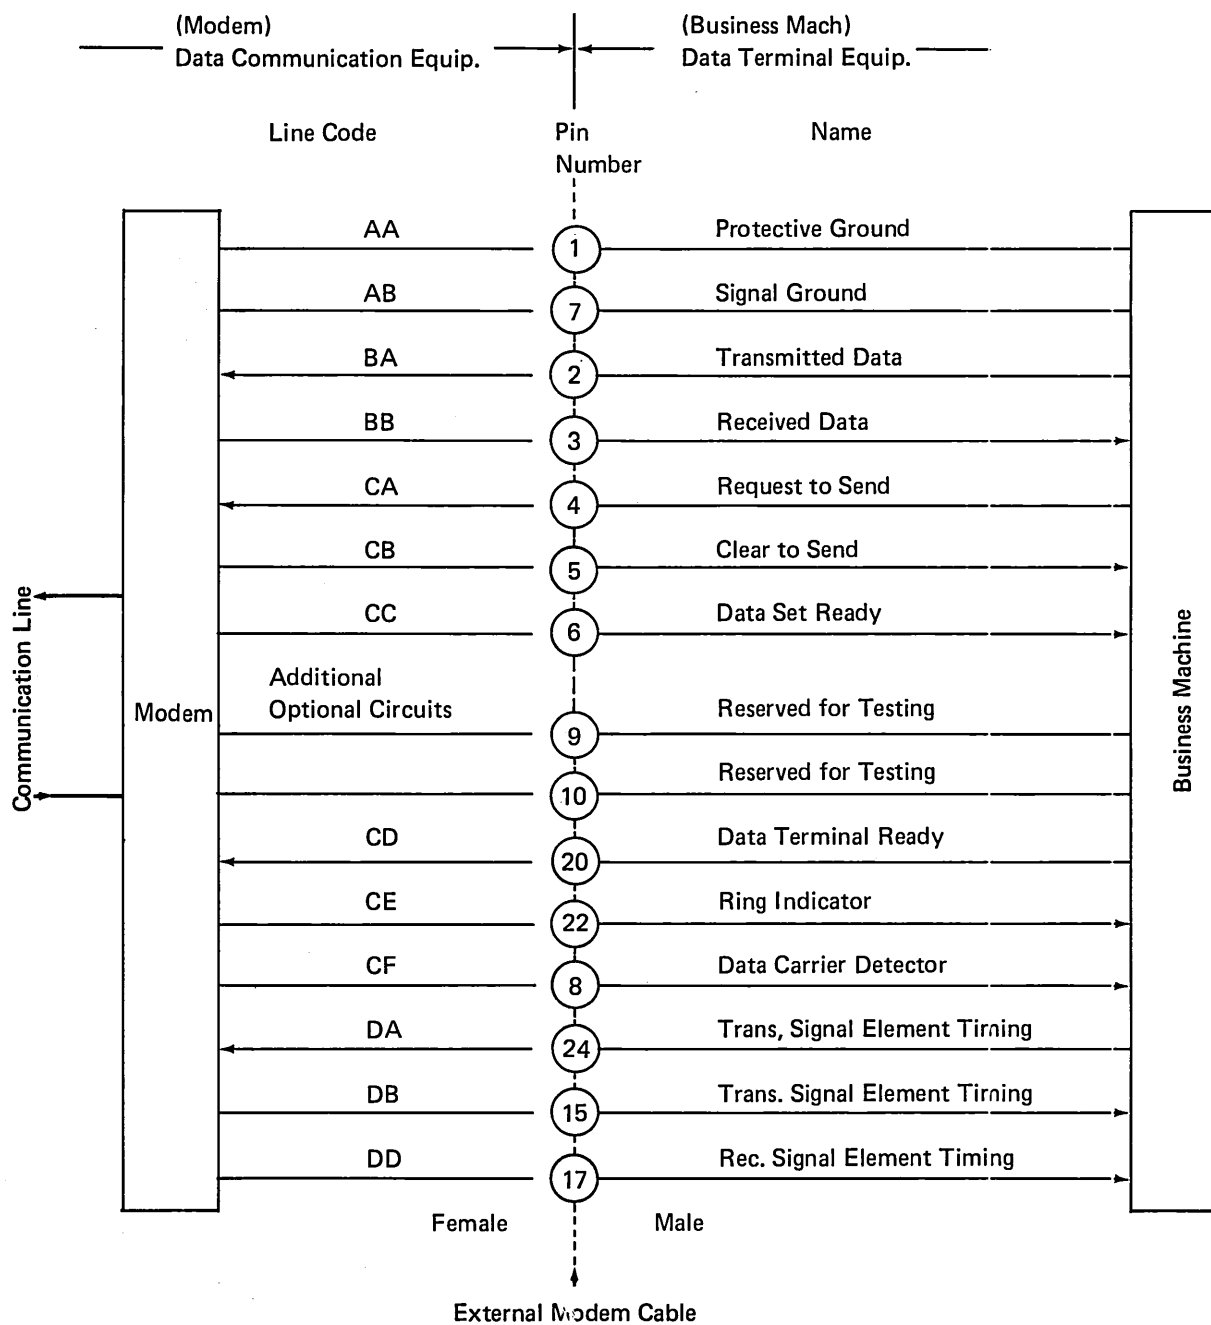 (Modem)
Data Communication Equip.
(Business Mach)
Data Terminal Equip.
Line Code
Pin
Number
Name
AA 1 Protective Ground
AB 7 Signal Ground
BA 2 Transmitted Data
BB 3 Received Data
CA 4 Request to Send
CB 5 Clear to Send
CC 6 Data Set Ready
Additional
Optional Circuits
9 Reserved for Testing
10 Reserved for Testing
CD 20 Data Terminal Ready
CE 22 Ring Indicator
CF 8 Data Carrier Detector
DA 24 Trans, Signal Element Timing
DB 15 Trans. Signal Element Timing
DD 17 Rec. Signal Element Timing
Communication Line
Modem
Business Machine
Female
Male
External Modem Cable